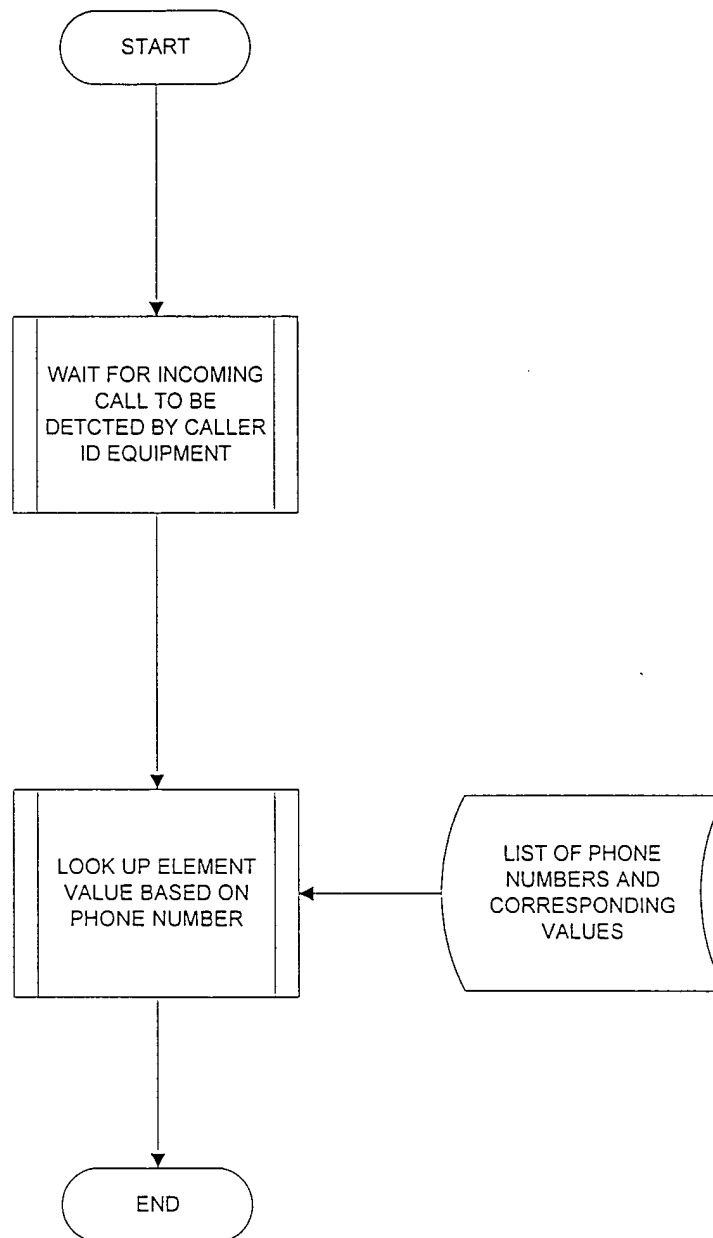 START
WAIT FOR INCOMING
CALL TO BE
DETCTED BY CALLER
ID EQUIPMENT
LOOK UP ELEMENT
VALUE BASED ON
PHONE NUMBER
LIST OF PHONE
NUMBERS AND
CORRESPONDING
VALUES
END